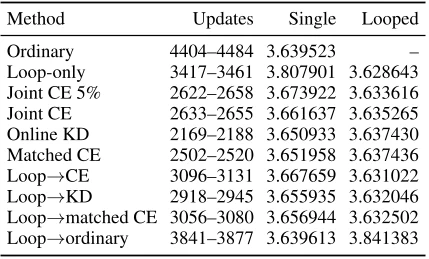 Method Updates Single Looped
Ordinary 4404–4484 3.639523 –
Loop-only 3417–3461 3.807901 3.628643
Joint CE 5% 2622–2658 3.673922 3.633616
Joint CE 2633–2655 3.661637 3.635265
Online KD 2169–2188 3.650933 3.637430
Matched CE 2502–2520 3.651958 3.637436
Loop→CE 3096–3131 3.667659 3.631022
Loop→KD 2918–2945 3.655935 3.632046
Loop→matched CE 3056–3080 3.656944 3.632502
Loop→ordinary 3841–3877 3.639613 3.841383